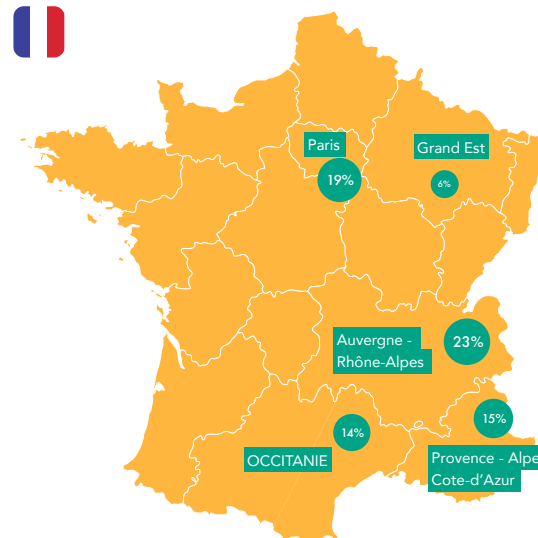 Paris
19%
Grand Est
6%
Auvergne -
Rhône-Alpes
23%
14%
OCCITANIE
15%
Provence - Alpe
Cote-d'Azur